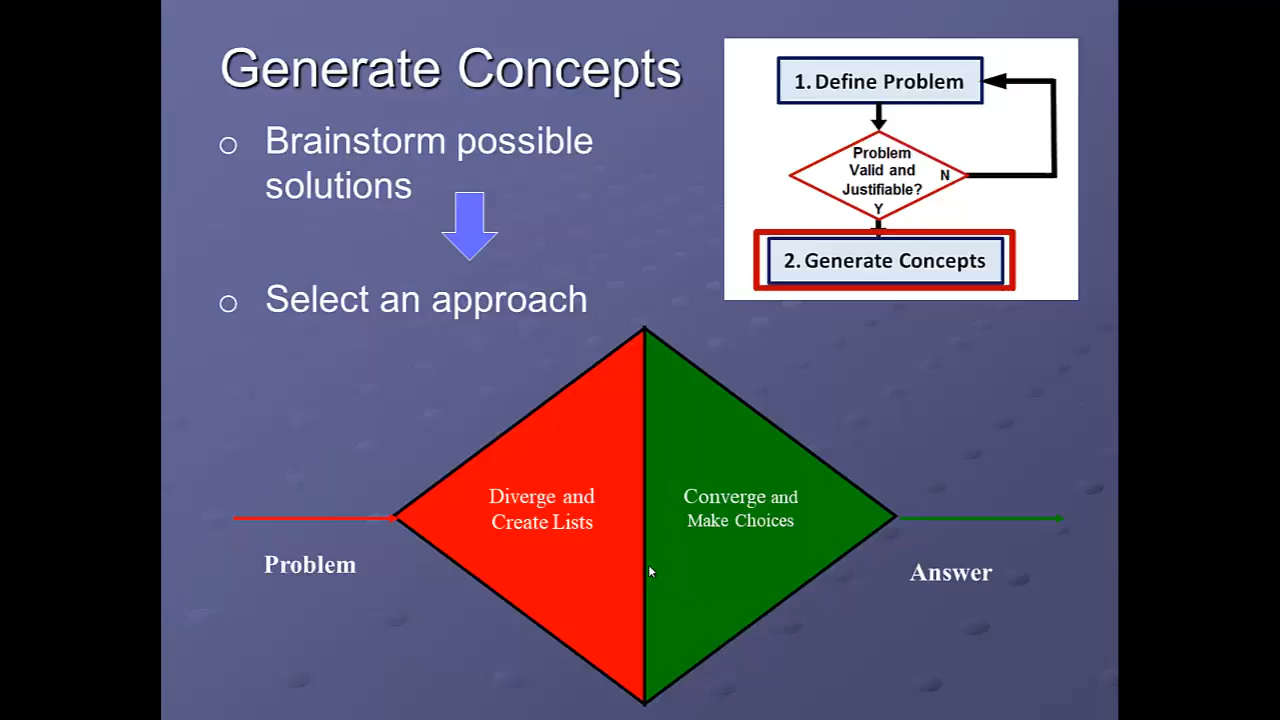 Generate Concepts
○ Brainstorm possible
solutions
○ Select an approach
1. Define Problem
Problem
Valid and
Justifiable?
N
Y
2. Generate Concepts
Diverge and
Create Lists
Converge and
Make Choices
Problem
Answer